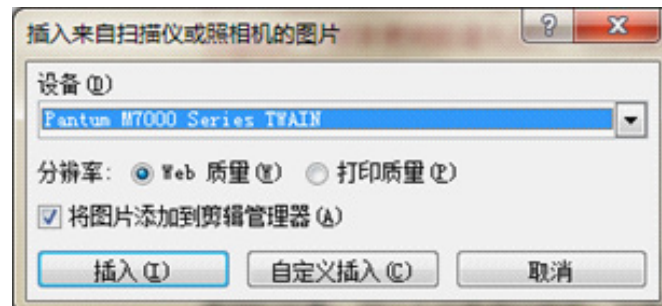 插入来自扫描仪或照相机的图片
设备(D)
Pantum M7000 Series TWAIN
分辨率: Web 质量(W) 打印质量(P)
将图片添加到剪辑管理器(A)
插入(I) 自定义插入(C) 取消